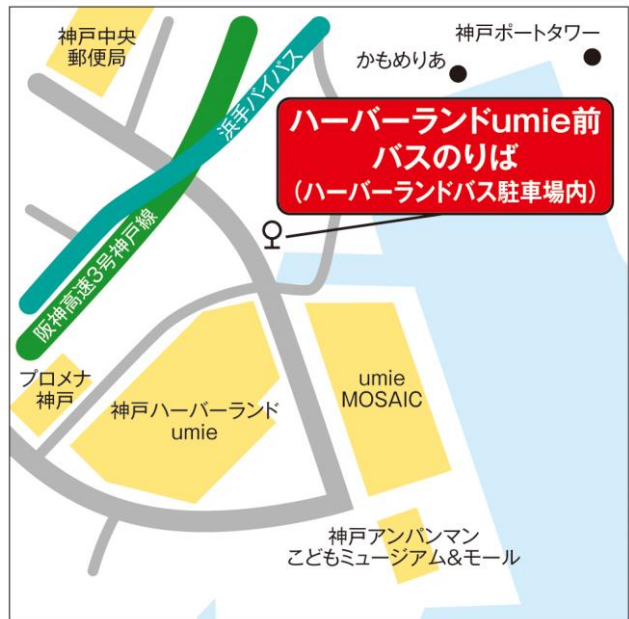 神戸中央
郵便局
浜手バイパス
神戸ポートタワー
かもめりあ
ハーバーランドumie前
バスのりば
（ハーバーランドバス駐車場内）
阪神高速3号神戸線
プロメナ
神戸
神戸ハーバーランド
umie
umie
MOSAIC
神戸アンパンマン
こどもミュージアム&モール